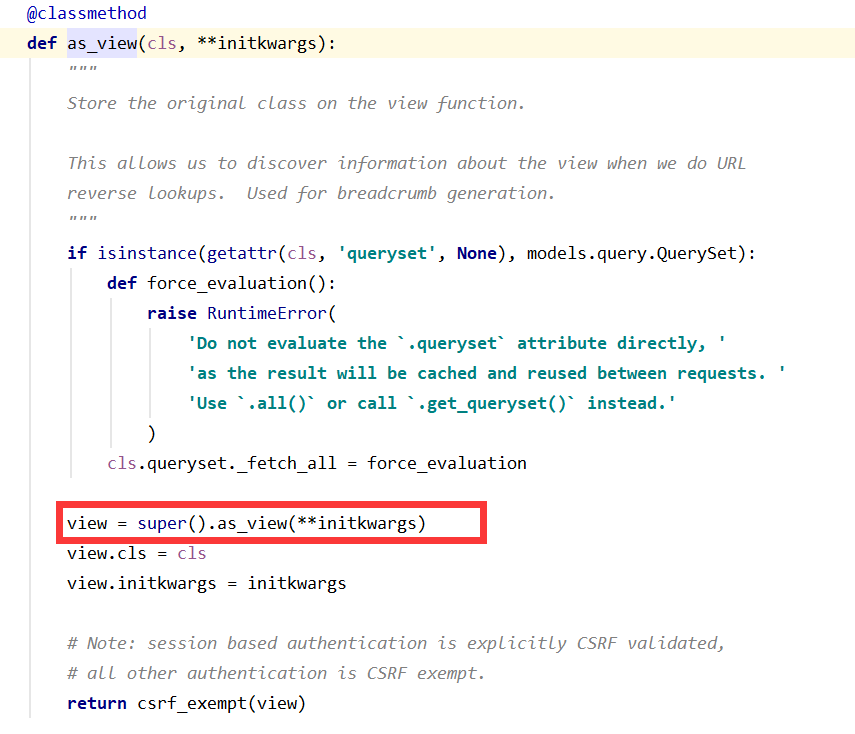 @classmethod
def as_view(cls, **initkwargs):
    """
    Store the original class on the view function.

    This allows us to discover information about the view when we do URL
    reverse lookups.  Used for breadcrumb generation.
    """
    if isinstance(getattr(cls, 'queryset', None), models.query.QuerySet):
        def force_evaluation():
            raise RuntimeError(
                'Do not evaluate the `.queryset` attribute directly, '
                'as the result will be cached and reused between requests. '
                'Use `.all()` or call `.get_queryset()` instead.'
            )
        cls.queryset._fetch_all = force_evaluation

    view = super().as_view(**initkwargs)
    view.cls = cls
    view.initkwargs = initkwargs

    # Note: session based authentication is explicitly CSRF validated,
    # all other authentication is CSRF exempt.
    return csrf_exempt(view)